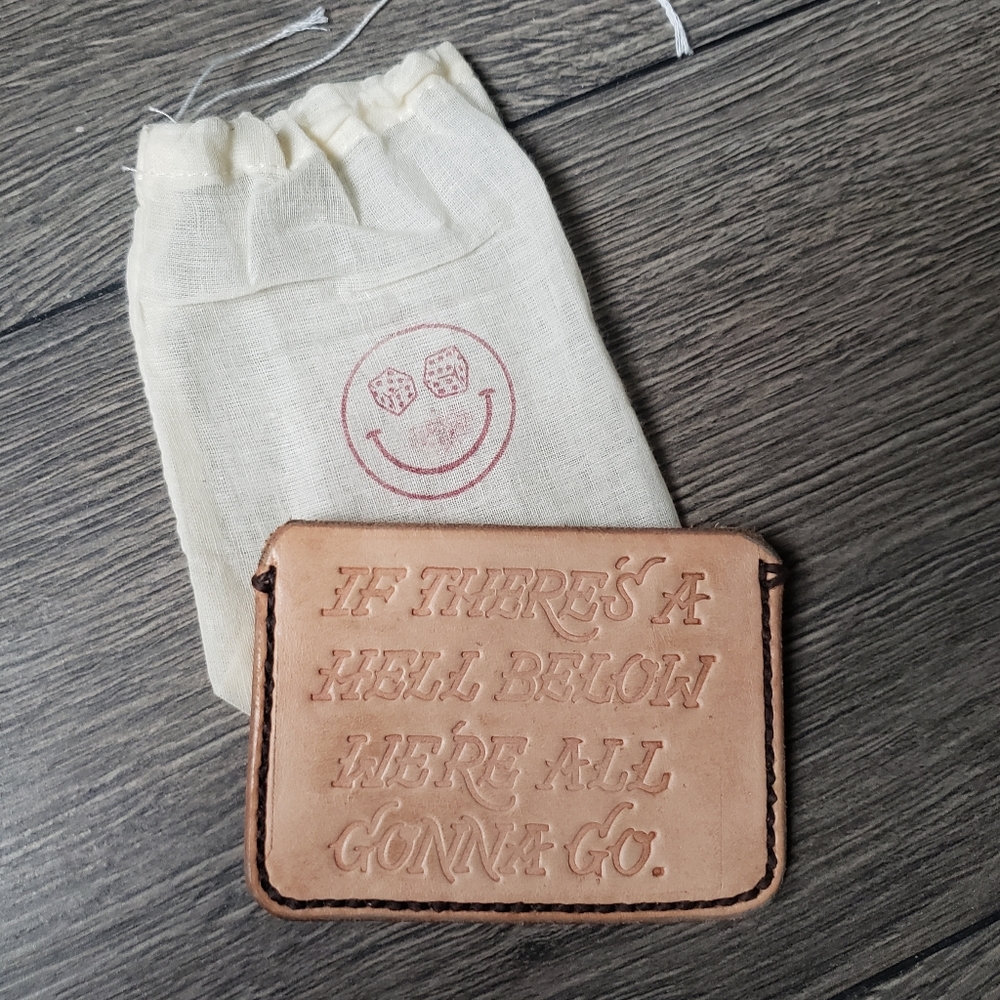 IF THERE'S A
HELL BELOW
WE'RE ALL
GONNA GO.